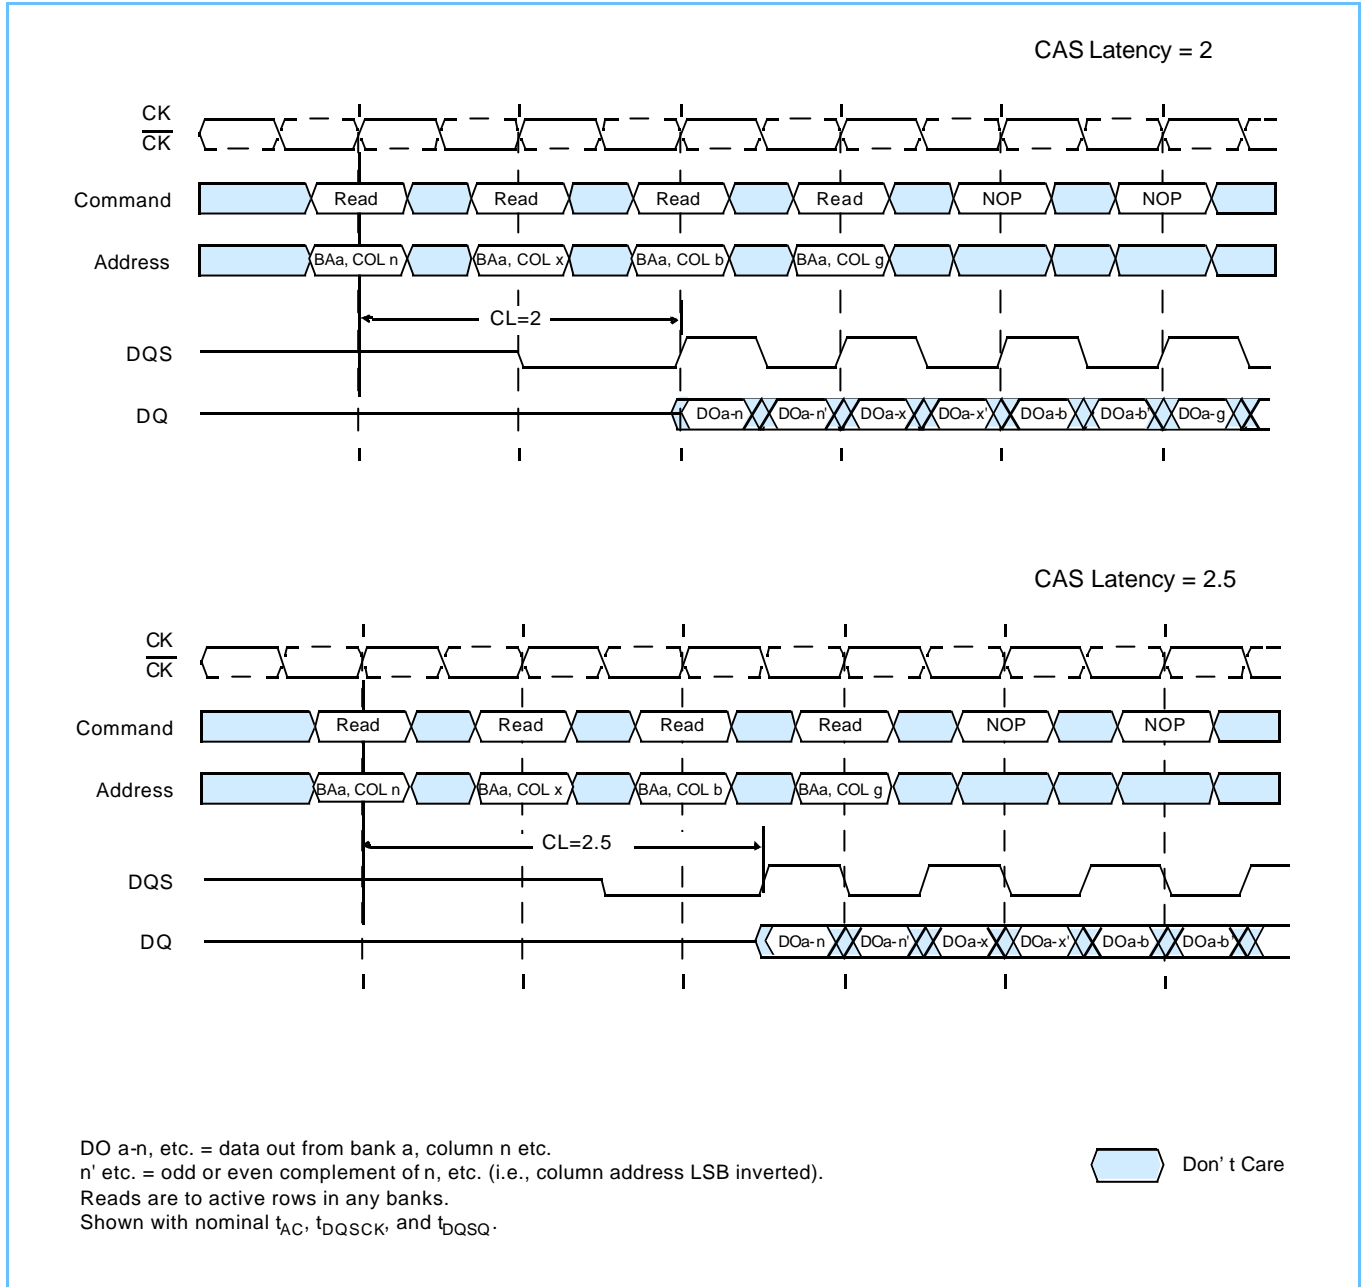 CAS Latency = 2
CK
CK
Command Read Read Read Read NOP NOP
Address BAa, COL n BAa, COL x BAa, COL b BAa, COL g
CL=2
DQS
DQ DOa-n DOa-n' DOa-x DOa-x' DOa-b DOa-b' DOa-g
CAS Latency = 2.5
CK
CK
Command Read Read Read Read NOP NOP
Address BAa, COL n BAa, COL x BAa, COL b BAa, COL g
CL=2.5
DQS
DQ DOa-n DOa-n' DOa-x DOa-x' DOa-b DOa-b'
DO a-n, etc. = data out from bank a, column n etc.
n' etc. = odd or even complement of n, etc. (i.e., column address LSB inverted).
Reads are to active rows in any banks.
Shown with nominal tAC, tDQSCK, and tDQSQ.
Don' t Care